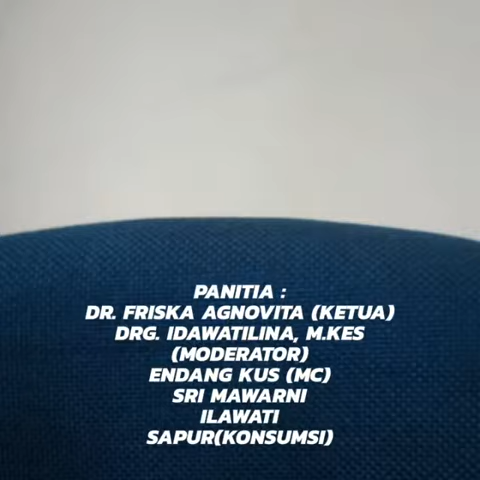 PANITIA :
DR. FRISKA AGNOVITA (KETUA)
DRG. IDAWATILINA, M.KES
(MODERATOR)
ENDANG KUS (MC)
SRI MAWARNI
ILAWATI
SAPUR(KONSUMSI)